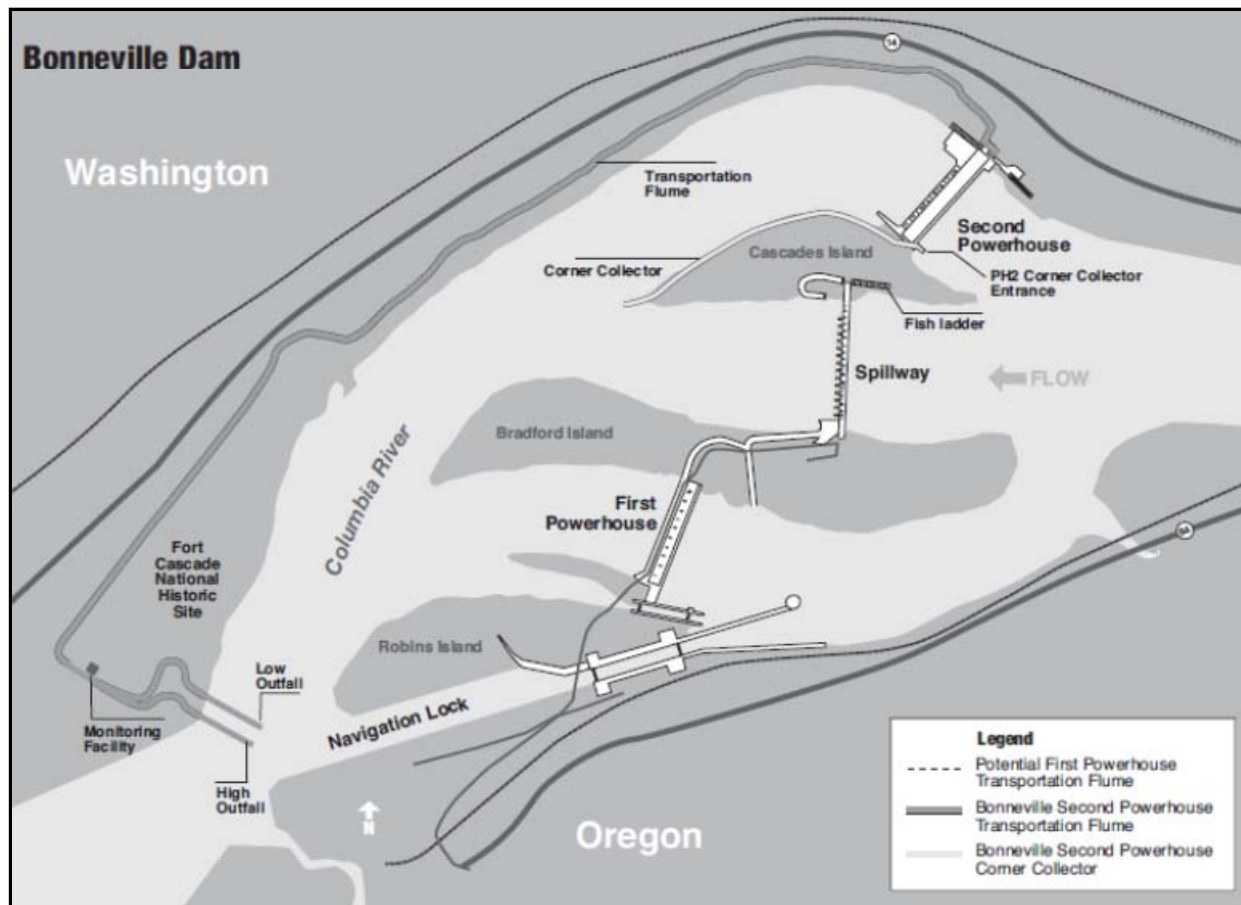 Bonneville Dam
14
Washington
Transportation
Flume
Second
Powerhouse
Cascades Island
Corner Collector
PH2 Corner Collector
Entrance
Fish ladder
Spillway
FLOW
Bradford Island
Columbia River
First
Powerhouse
84
Fort
Cascade
National
Historic
Site
Robins Island
Low
Outfall
Navigation Lock
Monitoring
Facility
High
Outfall
N
Oregon
Legend
Potential First Powerhouse
Transportation Flume
Bonneville Second Powerhouse
Transportation Flume
Bonneville Second Powerhouse
Corner Collector